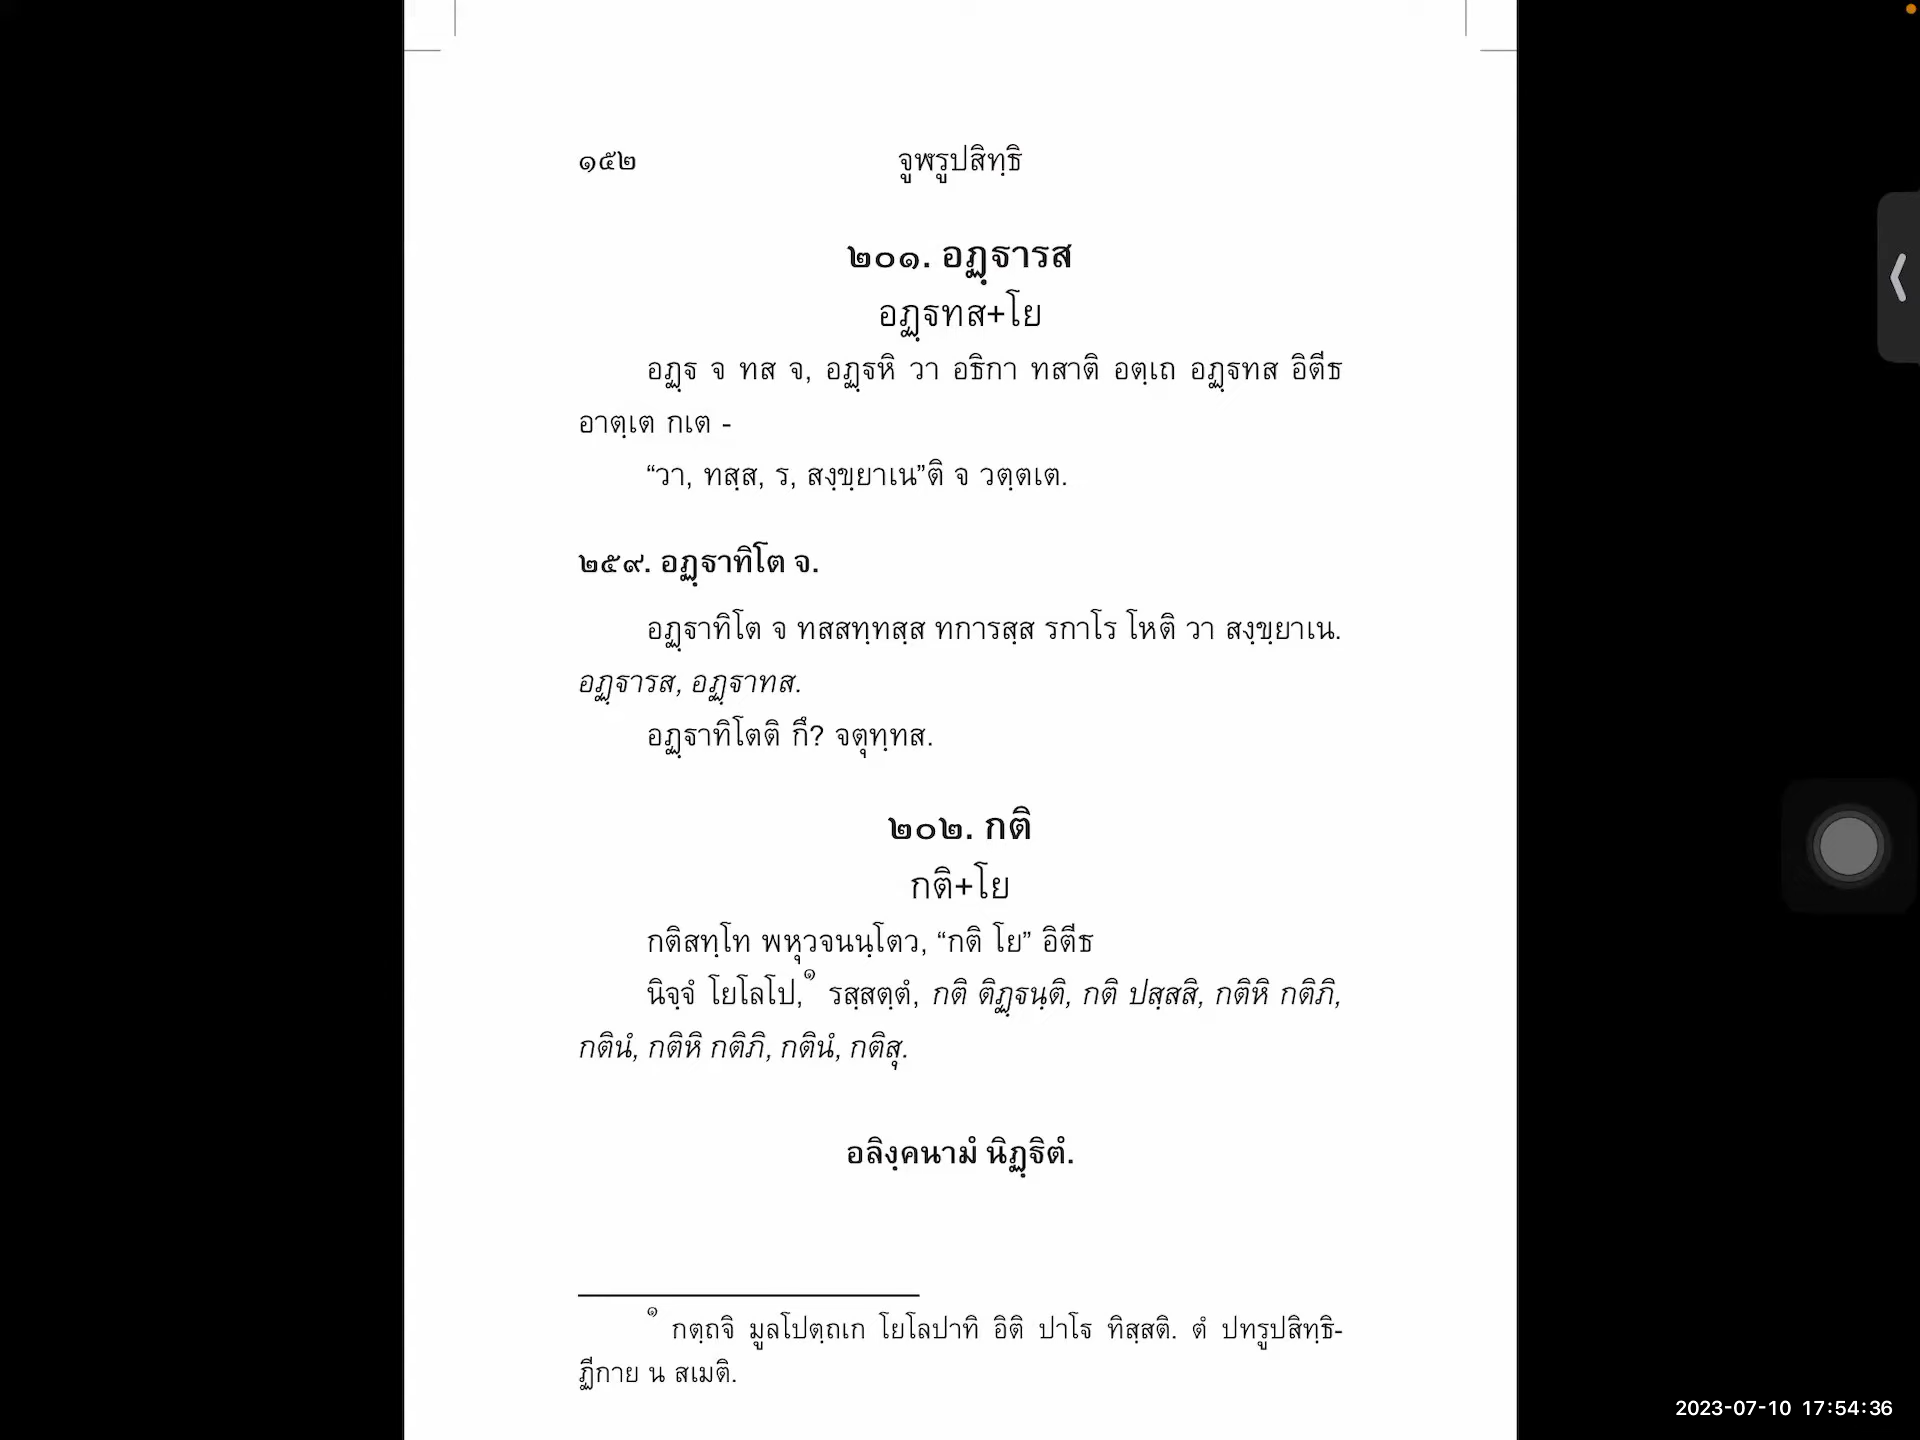 ๑๕๒ จูฬรูปสิทฺธิ
๒๐๑. อฏฺฐารส
อฏฺฐทส+โย
อฏฺฐ จ ทส จ, อฏฺฐหิ วา อธิกา ทสาติ อตฺเถ อฏฺฐทส อิตีธ
อาตฺเต กเต -
“วา, ทสฺส, ร, สงฺขฺยาเน”ติ จ วตฺตเต.
๒๕๙. อฏฺฐาทิโต จ.
อฏฺฐาทิโต จ ทสสทฺทสฺส ทการสฺส รกาโร โหติ วา สงฺขฺยาเน.
อฏฺฐารส, อฏฺฐาทส.
อฏฺฐาทิโตติ กึ? จตุทฺทส.
๒๐๒. กติ
กติ+โย
กติสทฺโท พหุวจนนฺโตว, “กติ โย” อิตีธ
นิจฺจํ โยโลโป,๑ รสฺสตฺตํ, กติ ติฏฺฐนฺติ, กติ ปสฺสสิ, กติหิ กติภิ,
กตินํ, กติหิ กติภิ, กตินํ, กติสุ.
อลิงฺคนามํ นิฏฺฐิตํ.
๑ กตฺถจิ มูลโปตฺถเก โยโลปาทิ อิติ ปาโฐ ทิสฺสติ. ตํ ปทรูปสิทฺธิ-
ฏีกาย น สเมติ.
2023-07-10 17:54:36